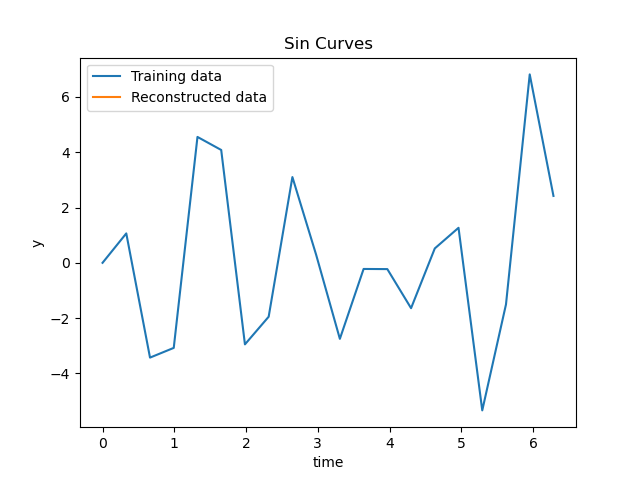 Sin Curves
Training data
Reconstructed data
y
6
4
2
0
−2
−4
0 1 2 3 4 5 6
time